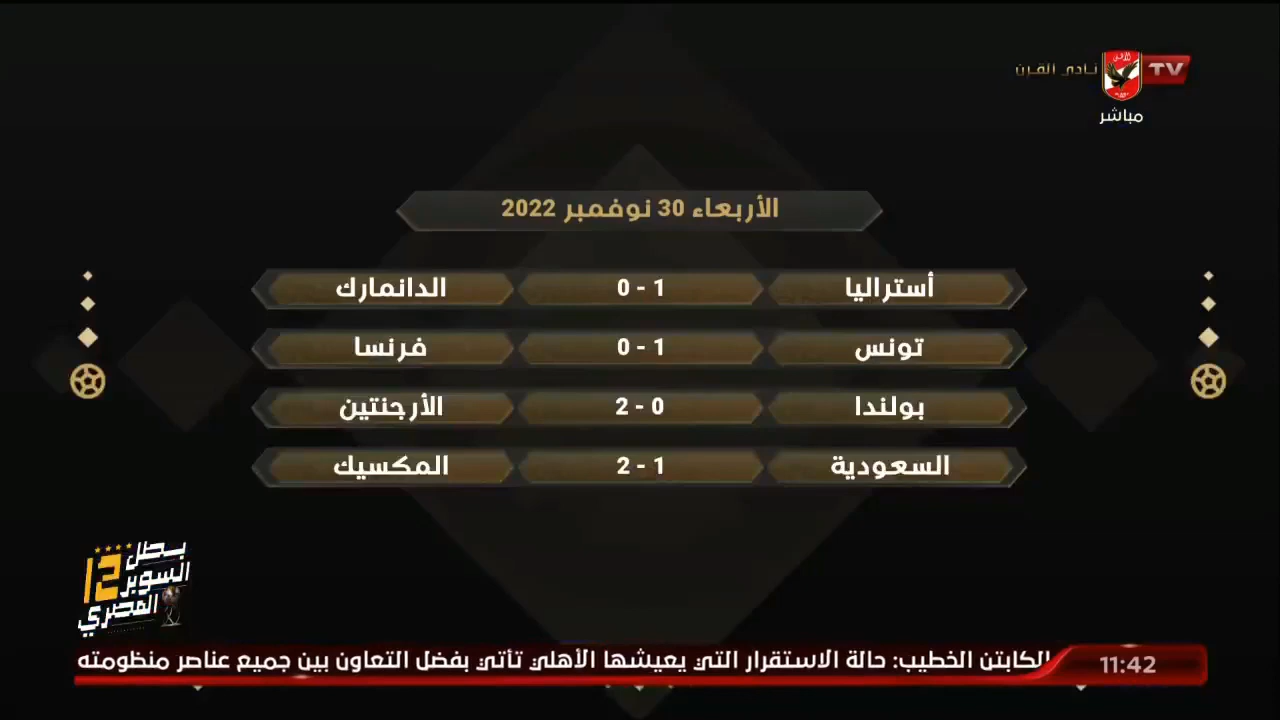 نادي القرن TV
مباشر
الأربعاء 30 نوفمبر 2022
أستراليا 0 - 1 الدانمارك
تونس 0 - 1 فرنسا
بولندا 2 - 0 الأرجنتين
السعودية 2 - 1 المكسيك
بطل 12
السوبر
المصري
11:42 الكابتن الخطيب: حالة الاستقرار التي يعيشها الأهلي تأتي بفضل التعاون بين جميع عناصر منظومته